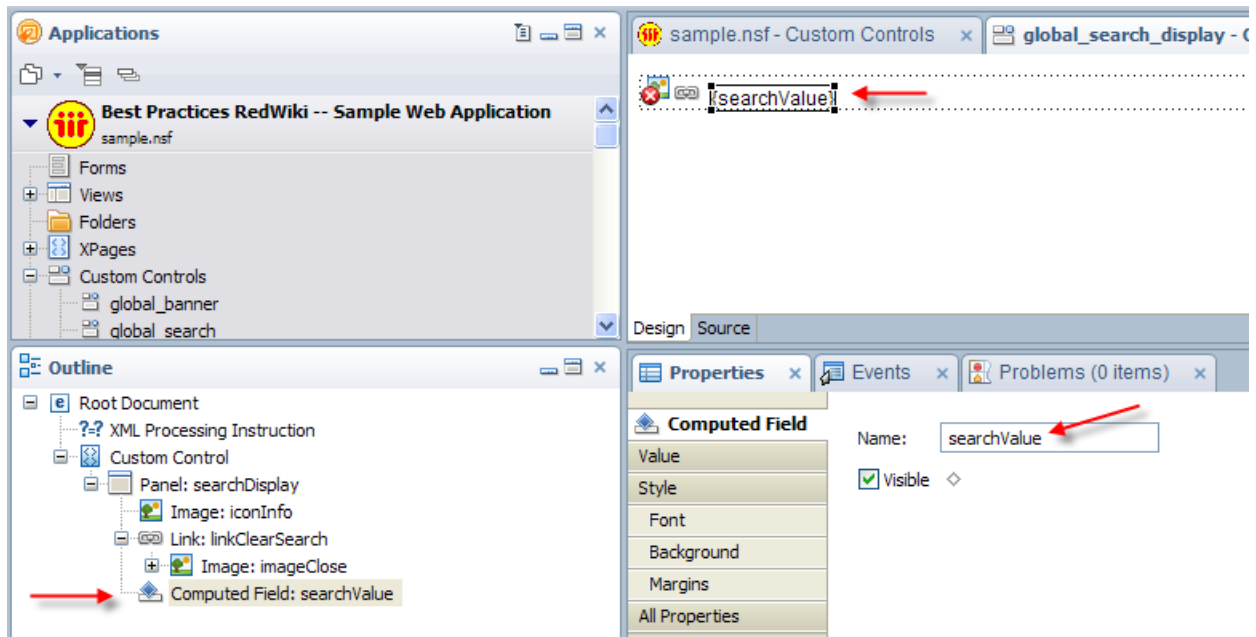 Applications
Best Practices RedWiki -- Sample Web Application
sample.nsf
Forms
Views
Folders
XPages
Custom Controls
global_banner
global_search
sample.nsf - Custom Controls
global_search_display - C
{searchValue}
Design
Source
Outline
Root Document
?=? XML Processing Instruction
Custom Control
Panel: searchDisplay
Image: iconInfo
Link: linkClearSearch
Image: imageClose
Computed Field: searchValue
Properties
Events
Problems (0 items)
Computed Field
Value
Style
Font
Background
Margins
All Properties
Name: searchValue
Visible